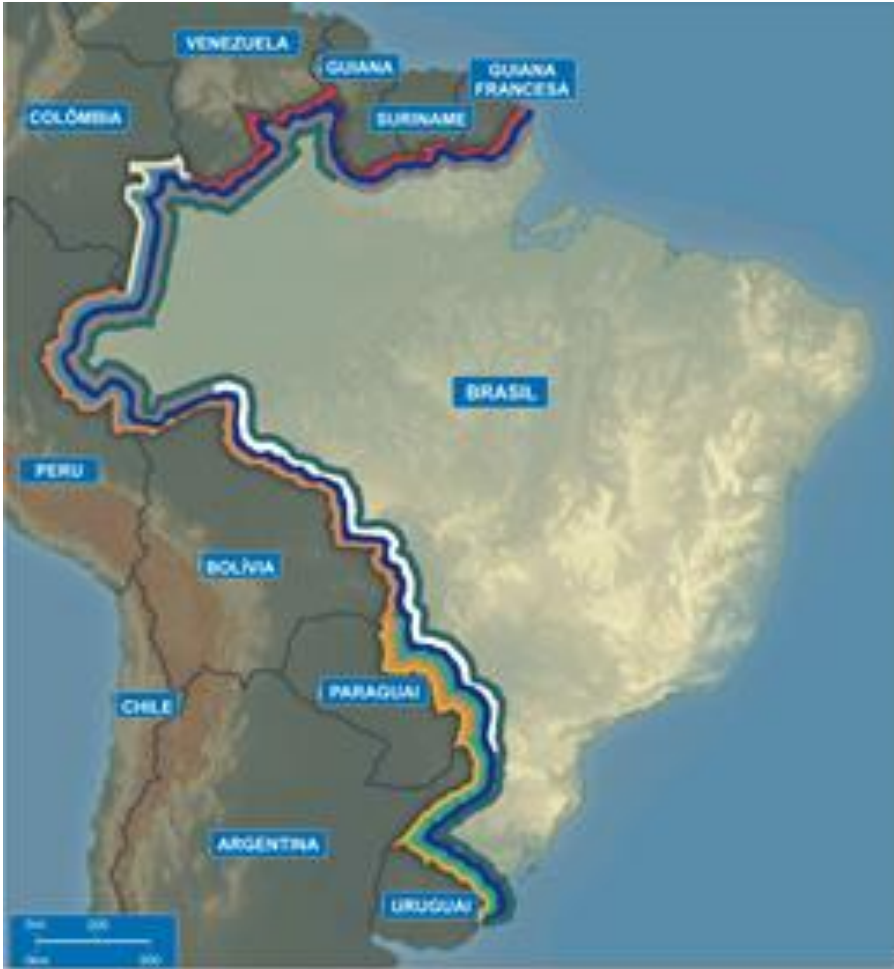 VENEZUELA
GUIANA
GUIANA
FRANCESA
COLÔMBIA
SURINAME
BRASIL
PERU
BOLÍVIA
PARAGUAI
CHILE
ARGENTINA
URUGUAI